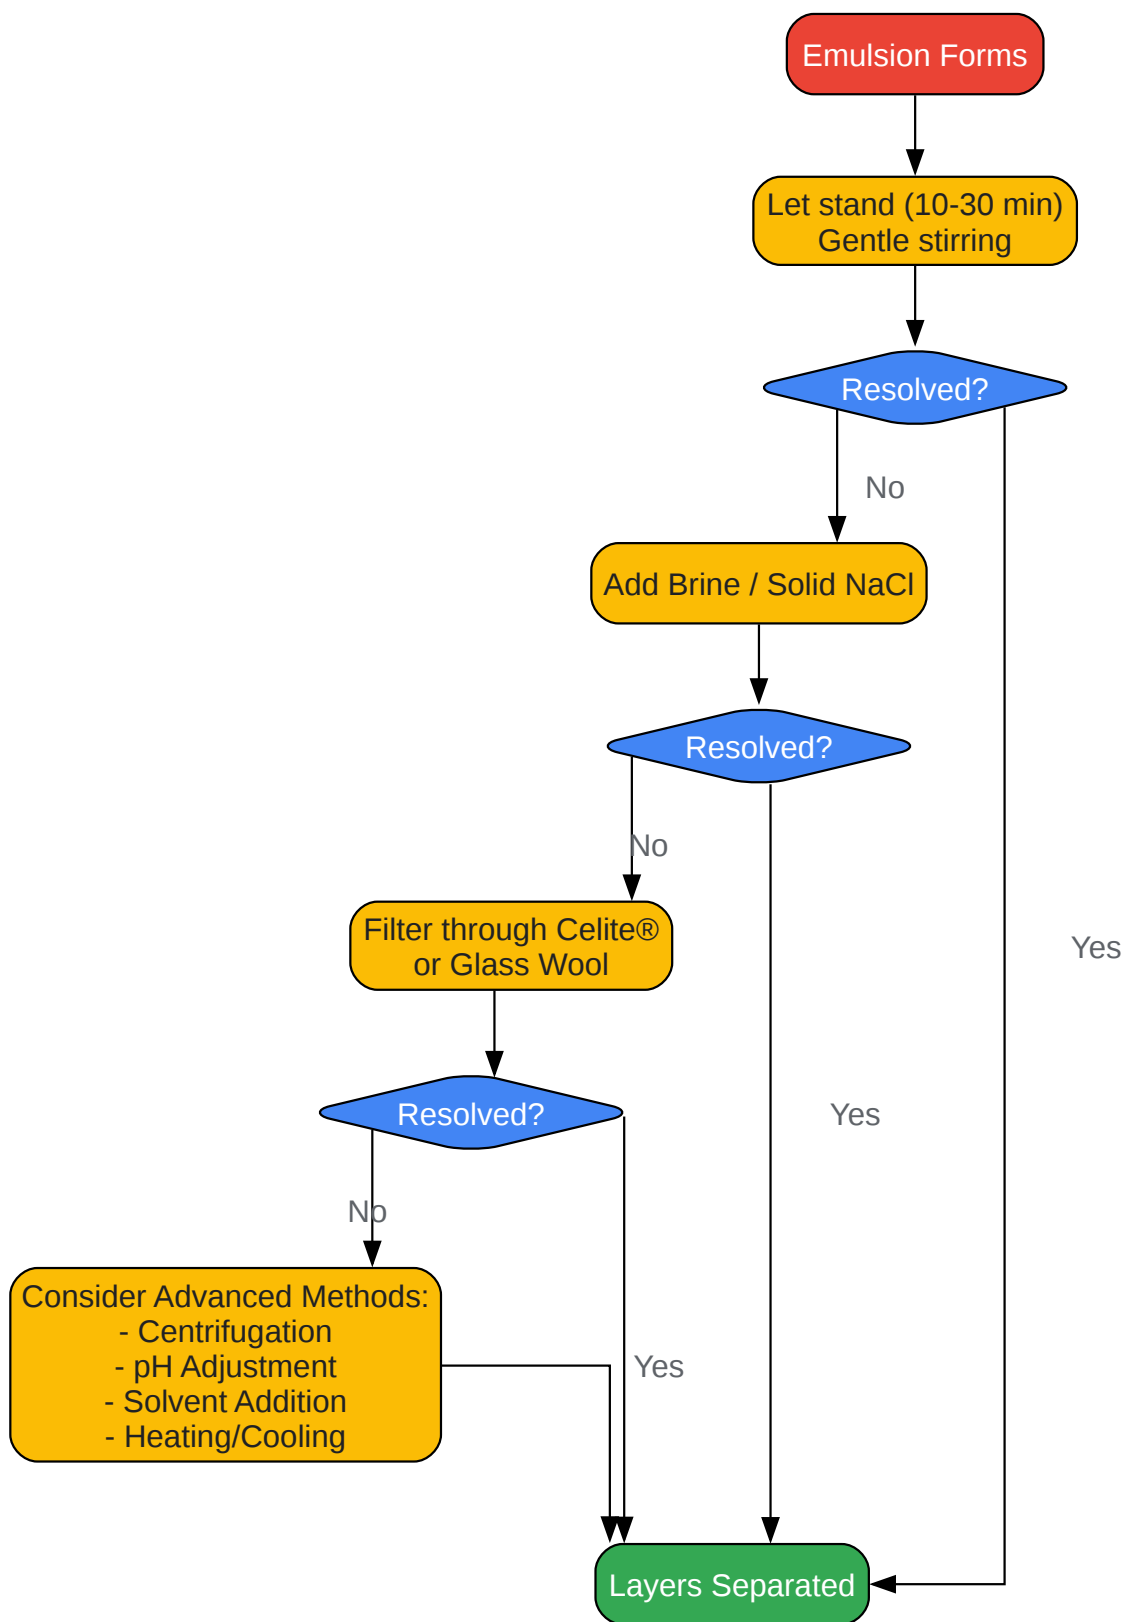 Emulsion Forms
Let stand (10-30 min)
Gentle stirring
Resolved?
No
Add Brine / Solid NaCl
Resolved?
No
Filter through Celite®
or Glass Wool
Yes
Resolved?
Yes
No
Consider Advanced Methods:
- Centrifugation
- pH Adjustment
- Solvent Addition
- Heating/Cooling
Yes
Layers Separated